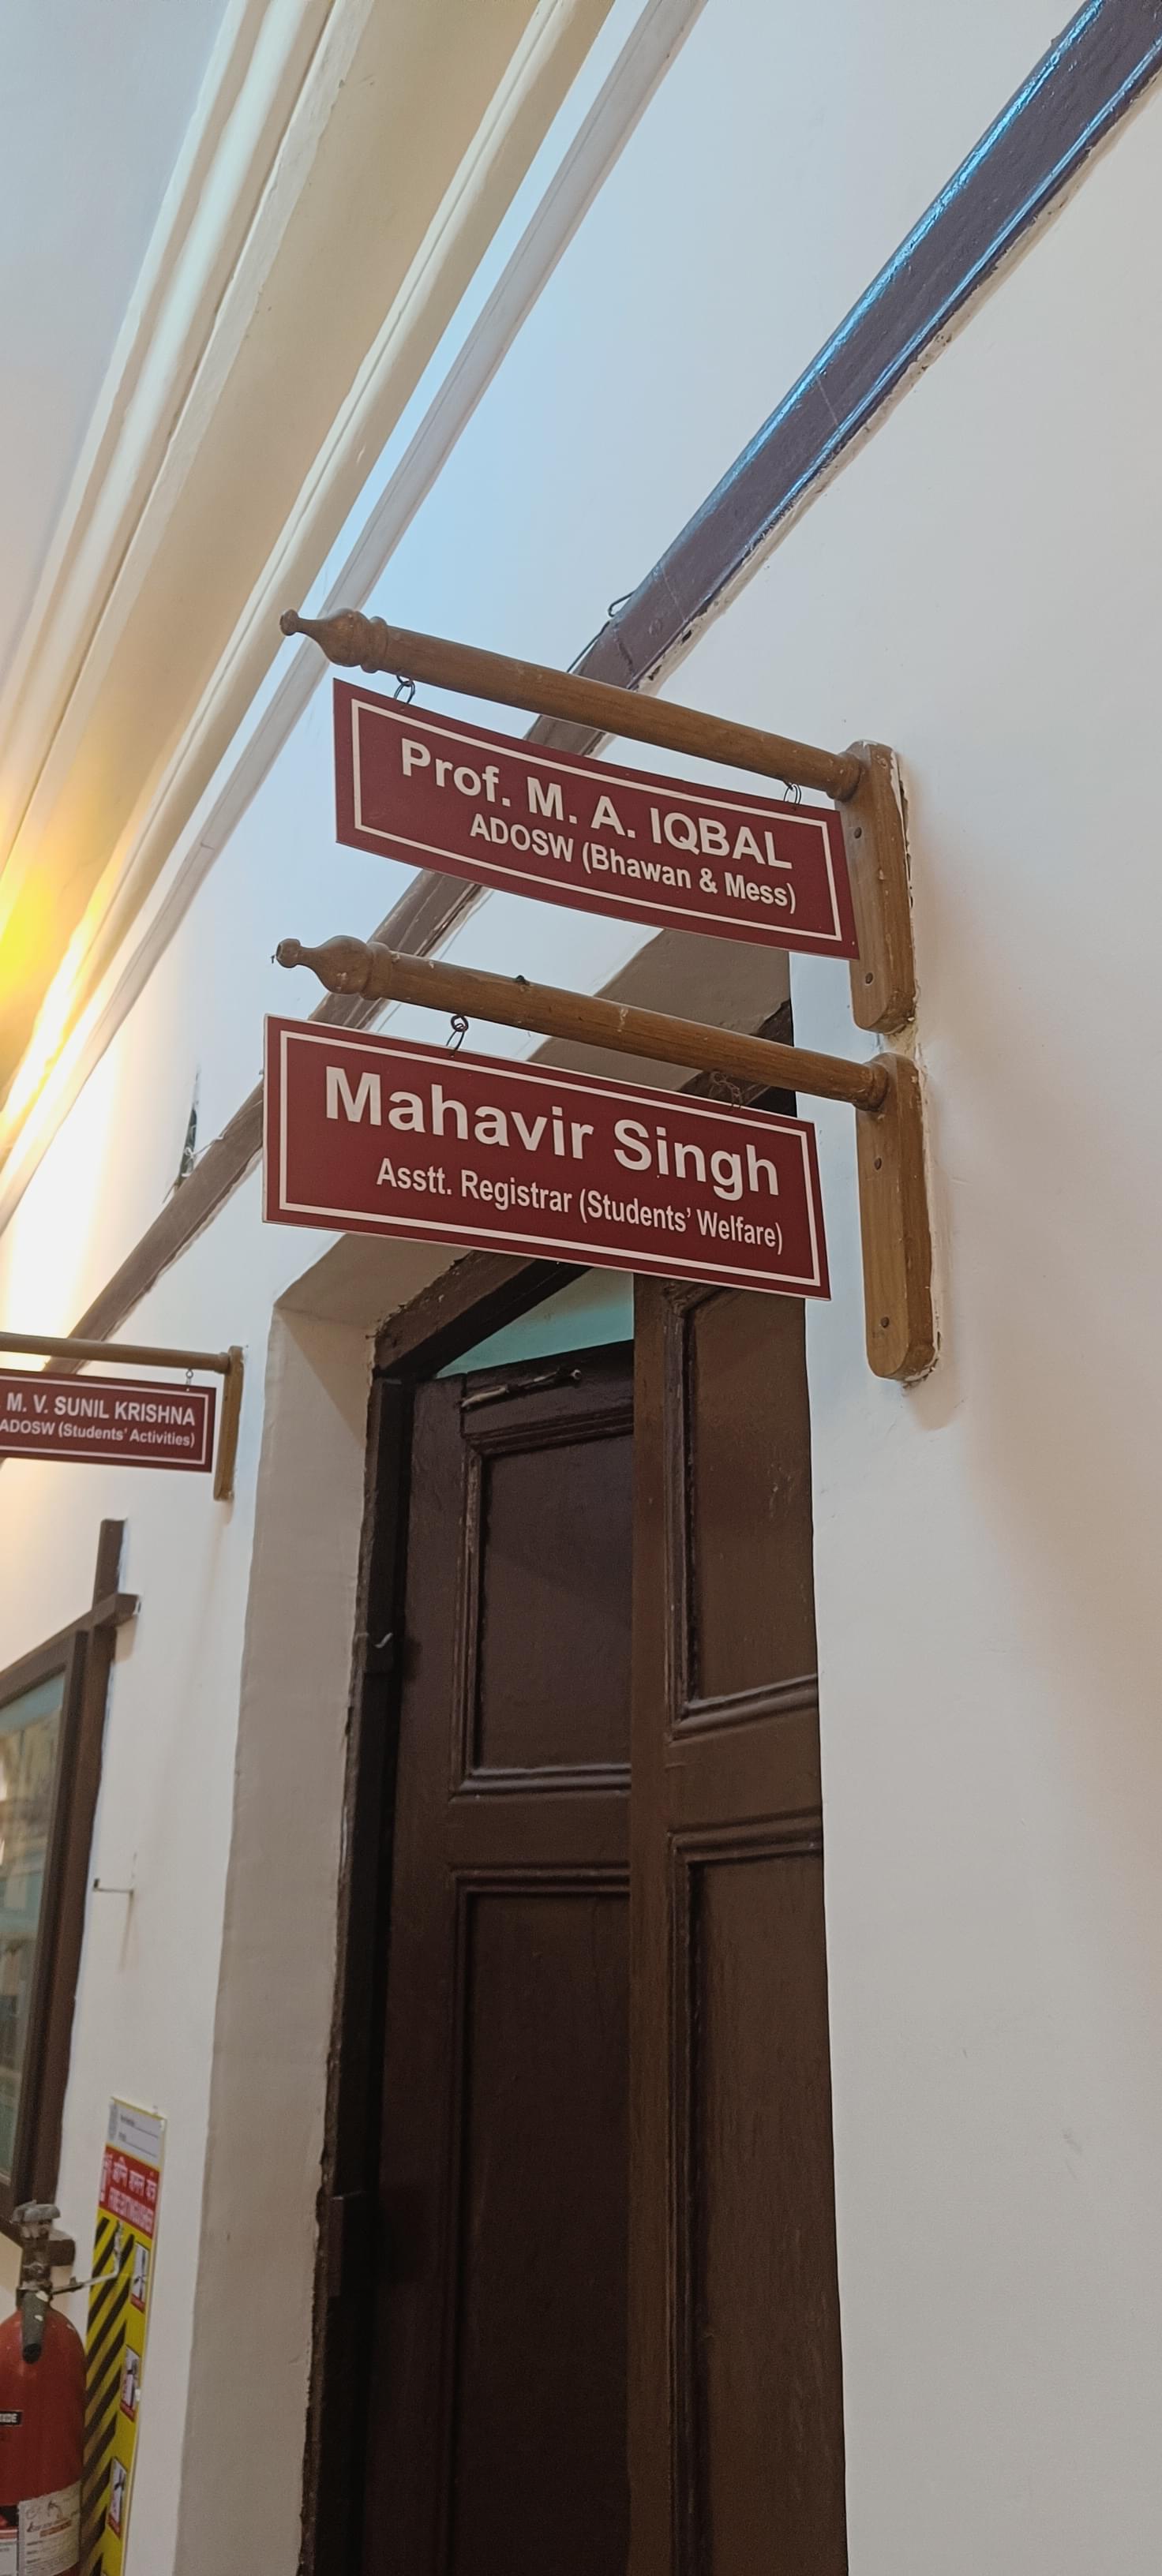 Prof. M. A. IQBAL
ADOSW (Bhawan & Mess)
Mahavir Singh
Asstt. Registrar (Students' Welfare)
M. V. SUNIL KRISHNA
ADOSW (Students' Activities)